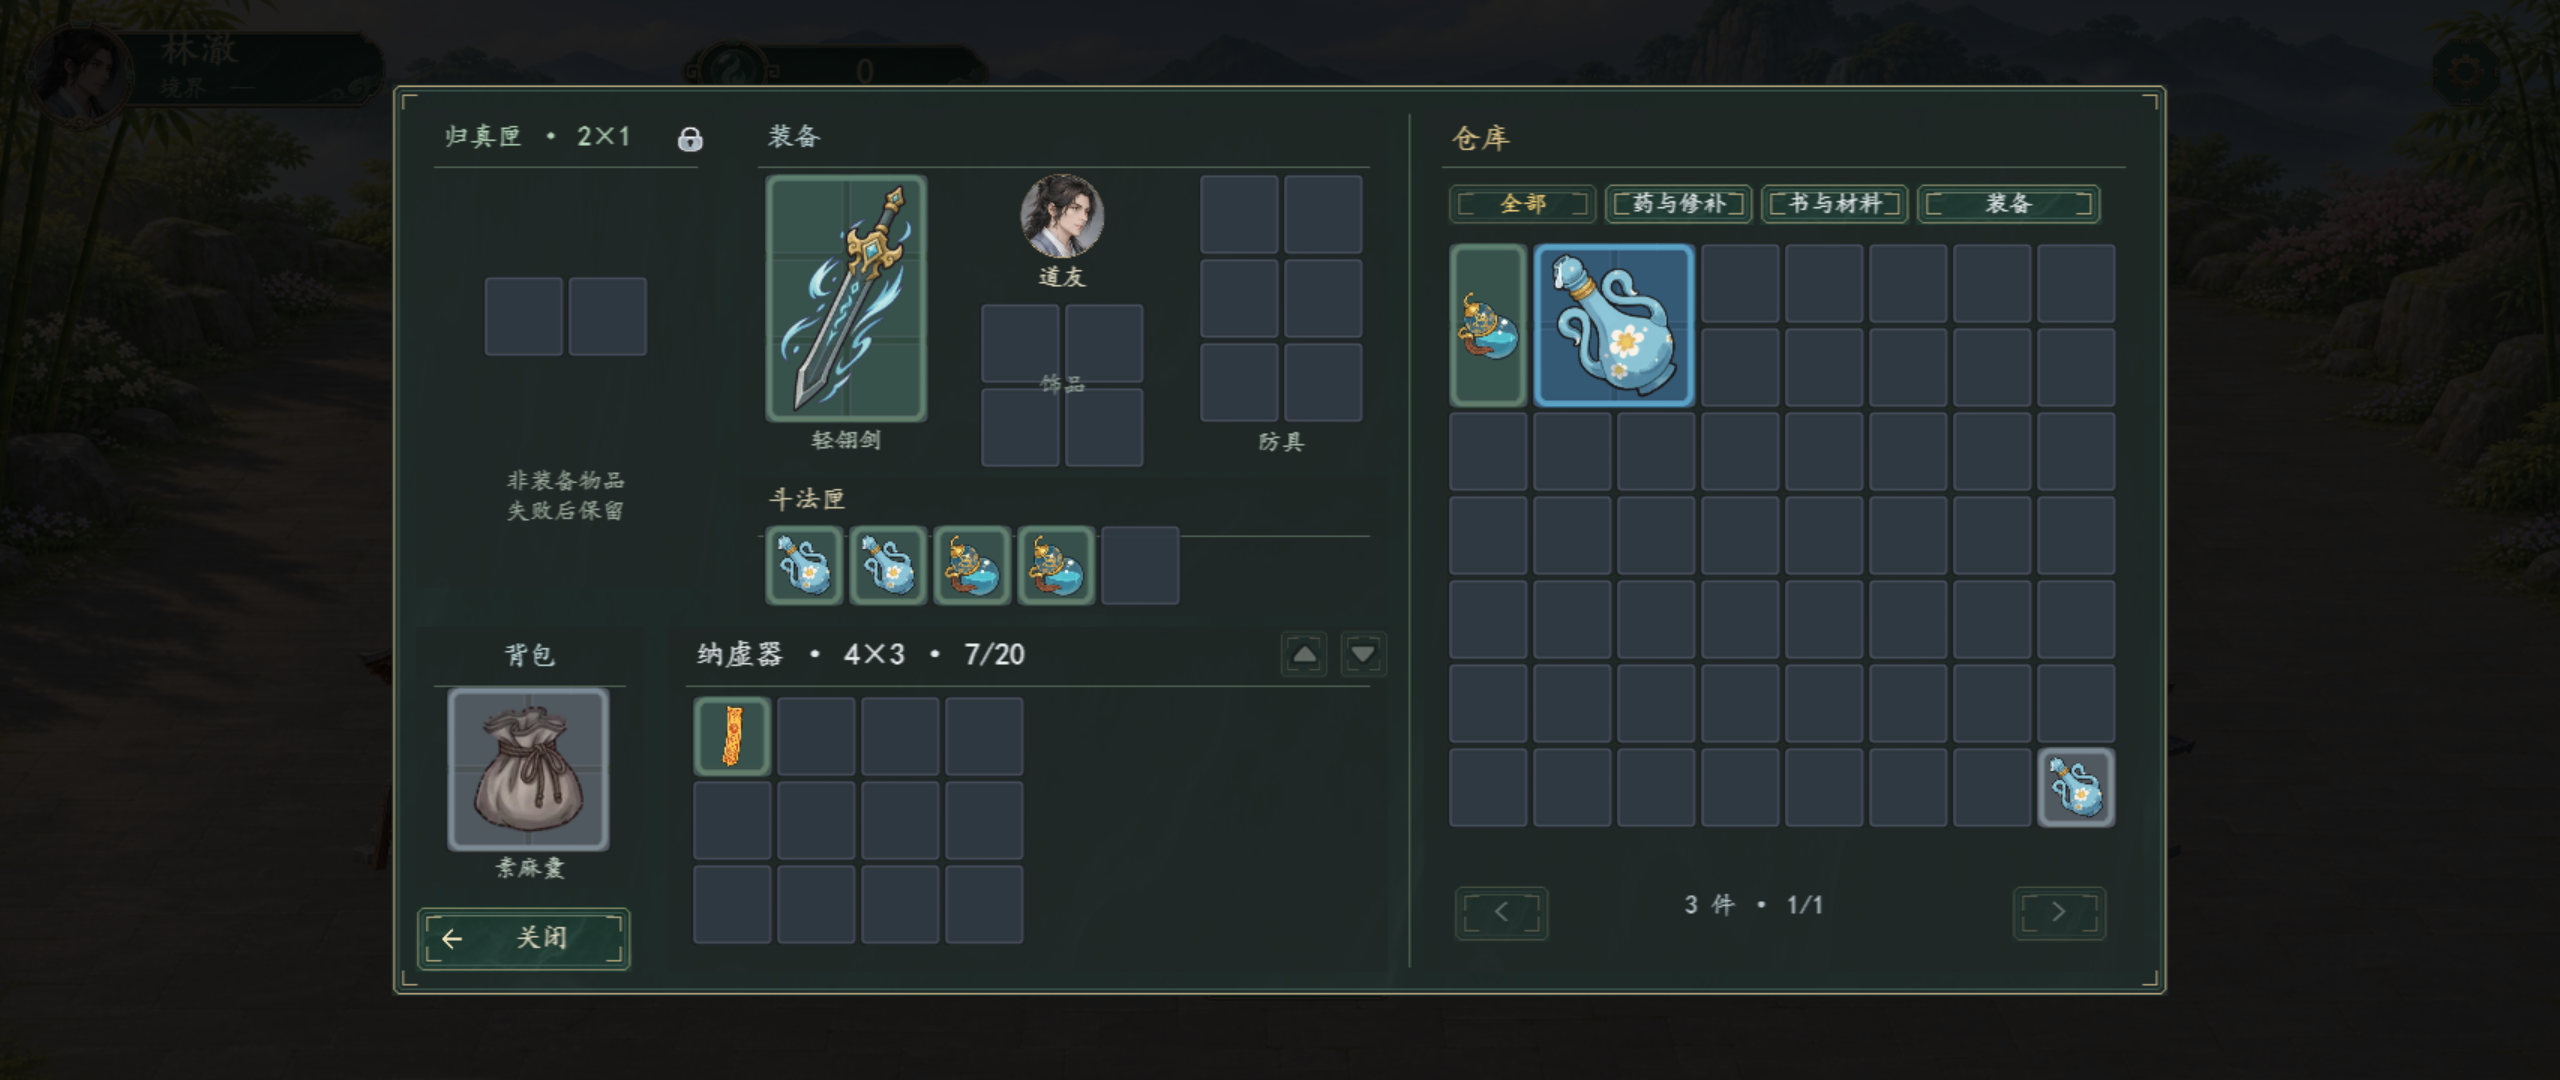 林澈
境界 一
0
归真匣 • 2×1
非装备物品
失败后保留
装备
轻翎剑
道友
饰品
防具
斗法匣
背包
素麻囊
关闭
纳虚器 • 4×3 • 7/20
仓库
全部
药与修补
书与材料
装备
3 件 • 1/1